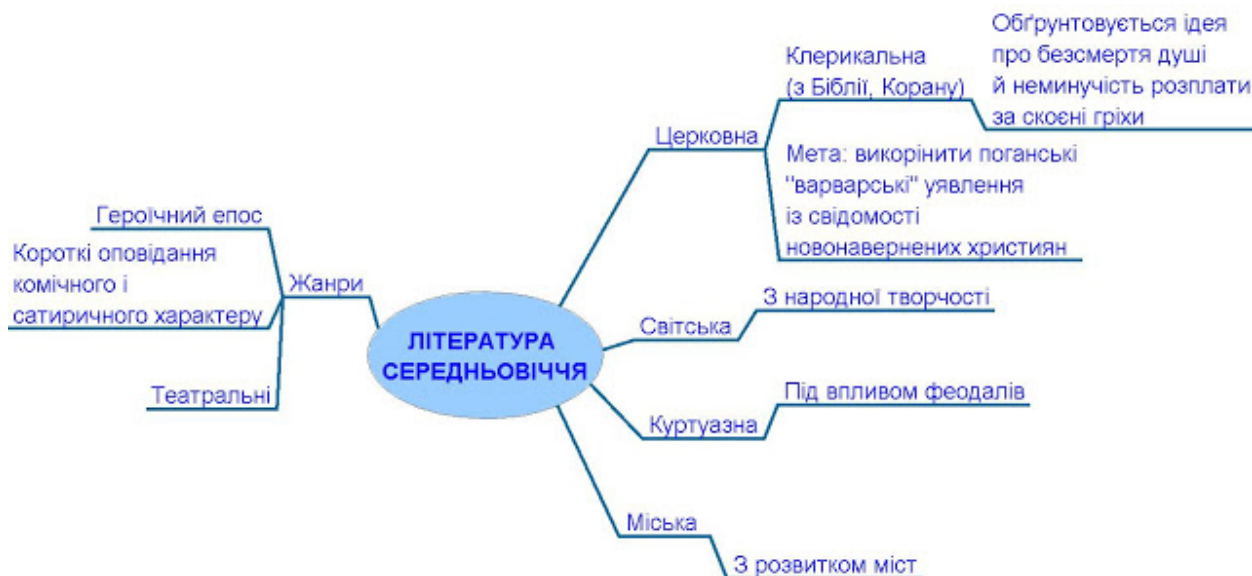 ЛІТЕРАТУРА
СЕРЕДНЬОВІЧЧЯ
Церковна
Клерикальна
(з Біблії, Корану)
Обґрунтовується ідея
про безсмертя душі
й неминучість розплати
за скоєні гріхи
Мета: викорінити поганські
"варварські" уявлення
із свідомості
новонавернених християн
Світська
З народної творчості
Куртуазна
Під впливом феодалів
Міська
З розвитком міст
Жанри
Героїчний епос
Короткі оповідання
комічного і
сатиричного характеру
Театральні